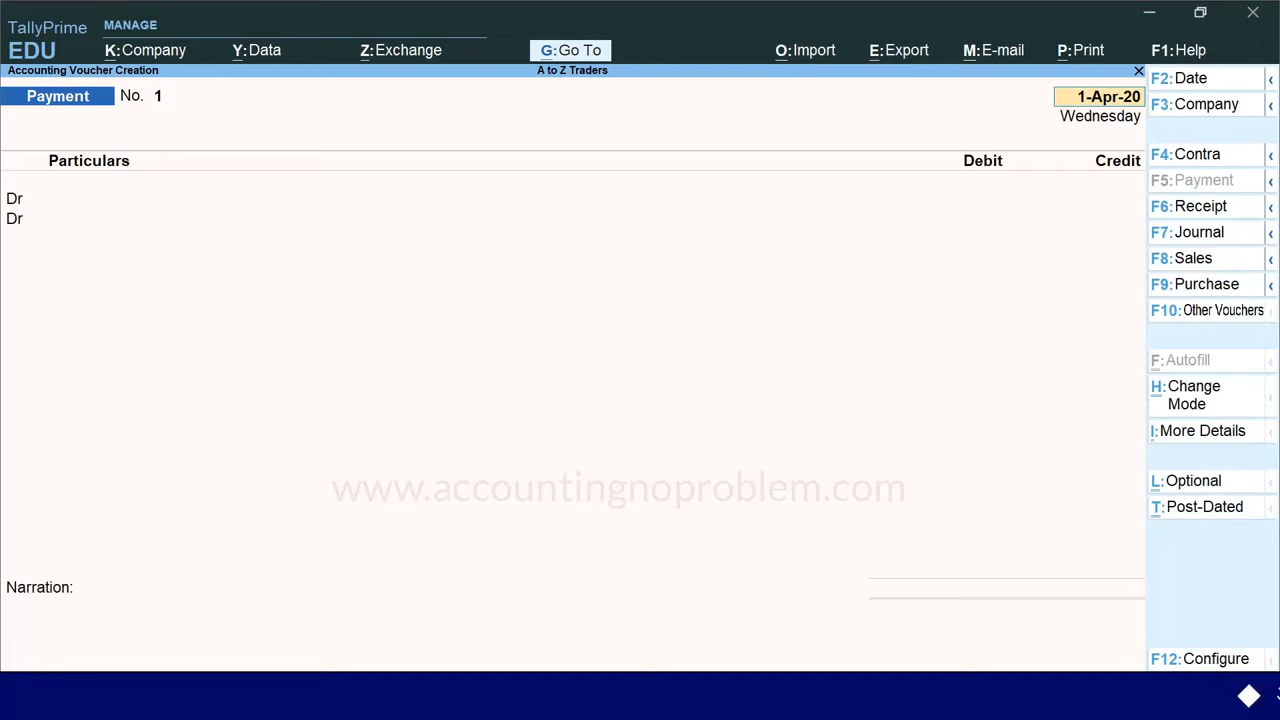 TallyPrime MANAGE
EDU K:Company Y:Data Z:Exchange G:Go To O:Import E:Export M:E-mail P:Print F1:Help
Accounting Voucher Creation A to Z Traders
Payment No. 1 1-Apr-20
Wednesday
Particulars Debit Credit
Dr
Dr
www.accountingnoproblem.com
Narration:
F2:Date
F3:Company
F4:Contra
F5:Payment
F6:Receipt
F7:Journal
F8:Sales
F9:Purchase
F10:Other Vouchers
F:Autofill
H:Change
Mode
I:More Details
L:Optional
T:Post-Dated
F12:Configure